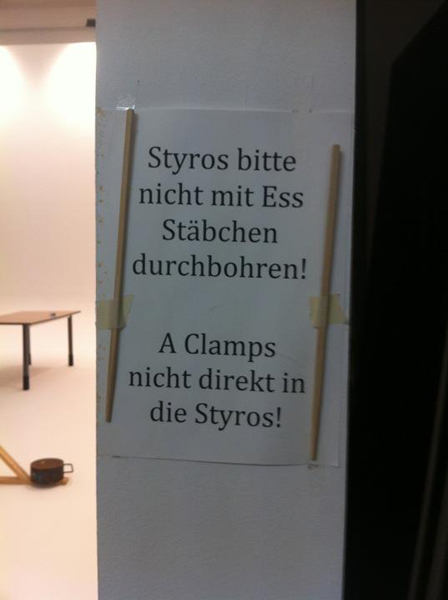 Styros bitte
nicht mit Ess
Stäbchen
durchbohren!
A Clamps
nicht direkt in
die Styros!